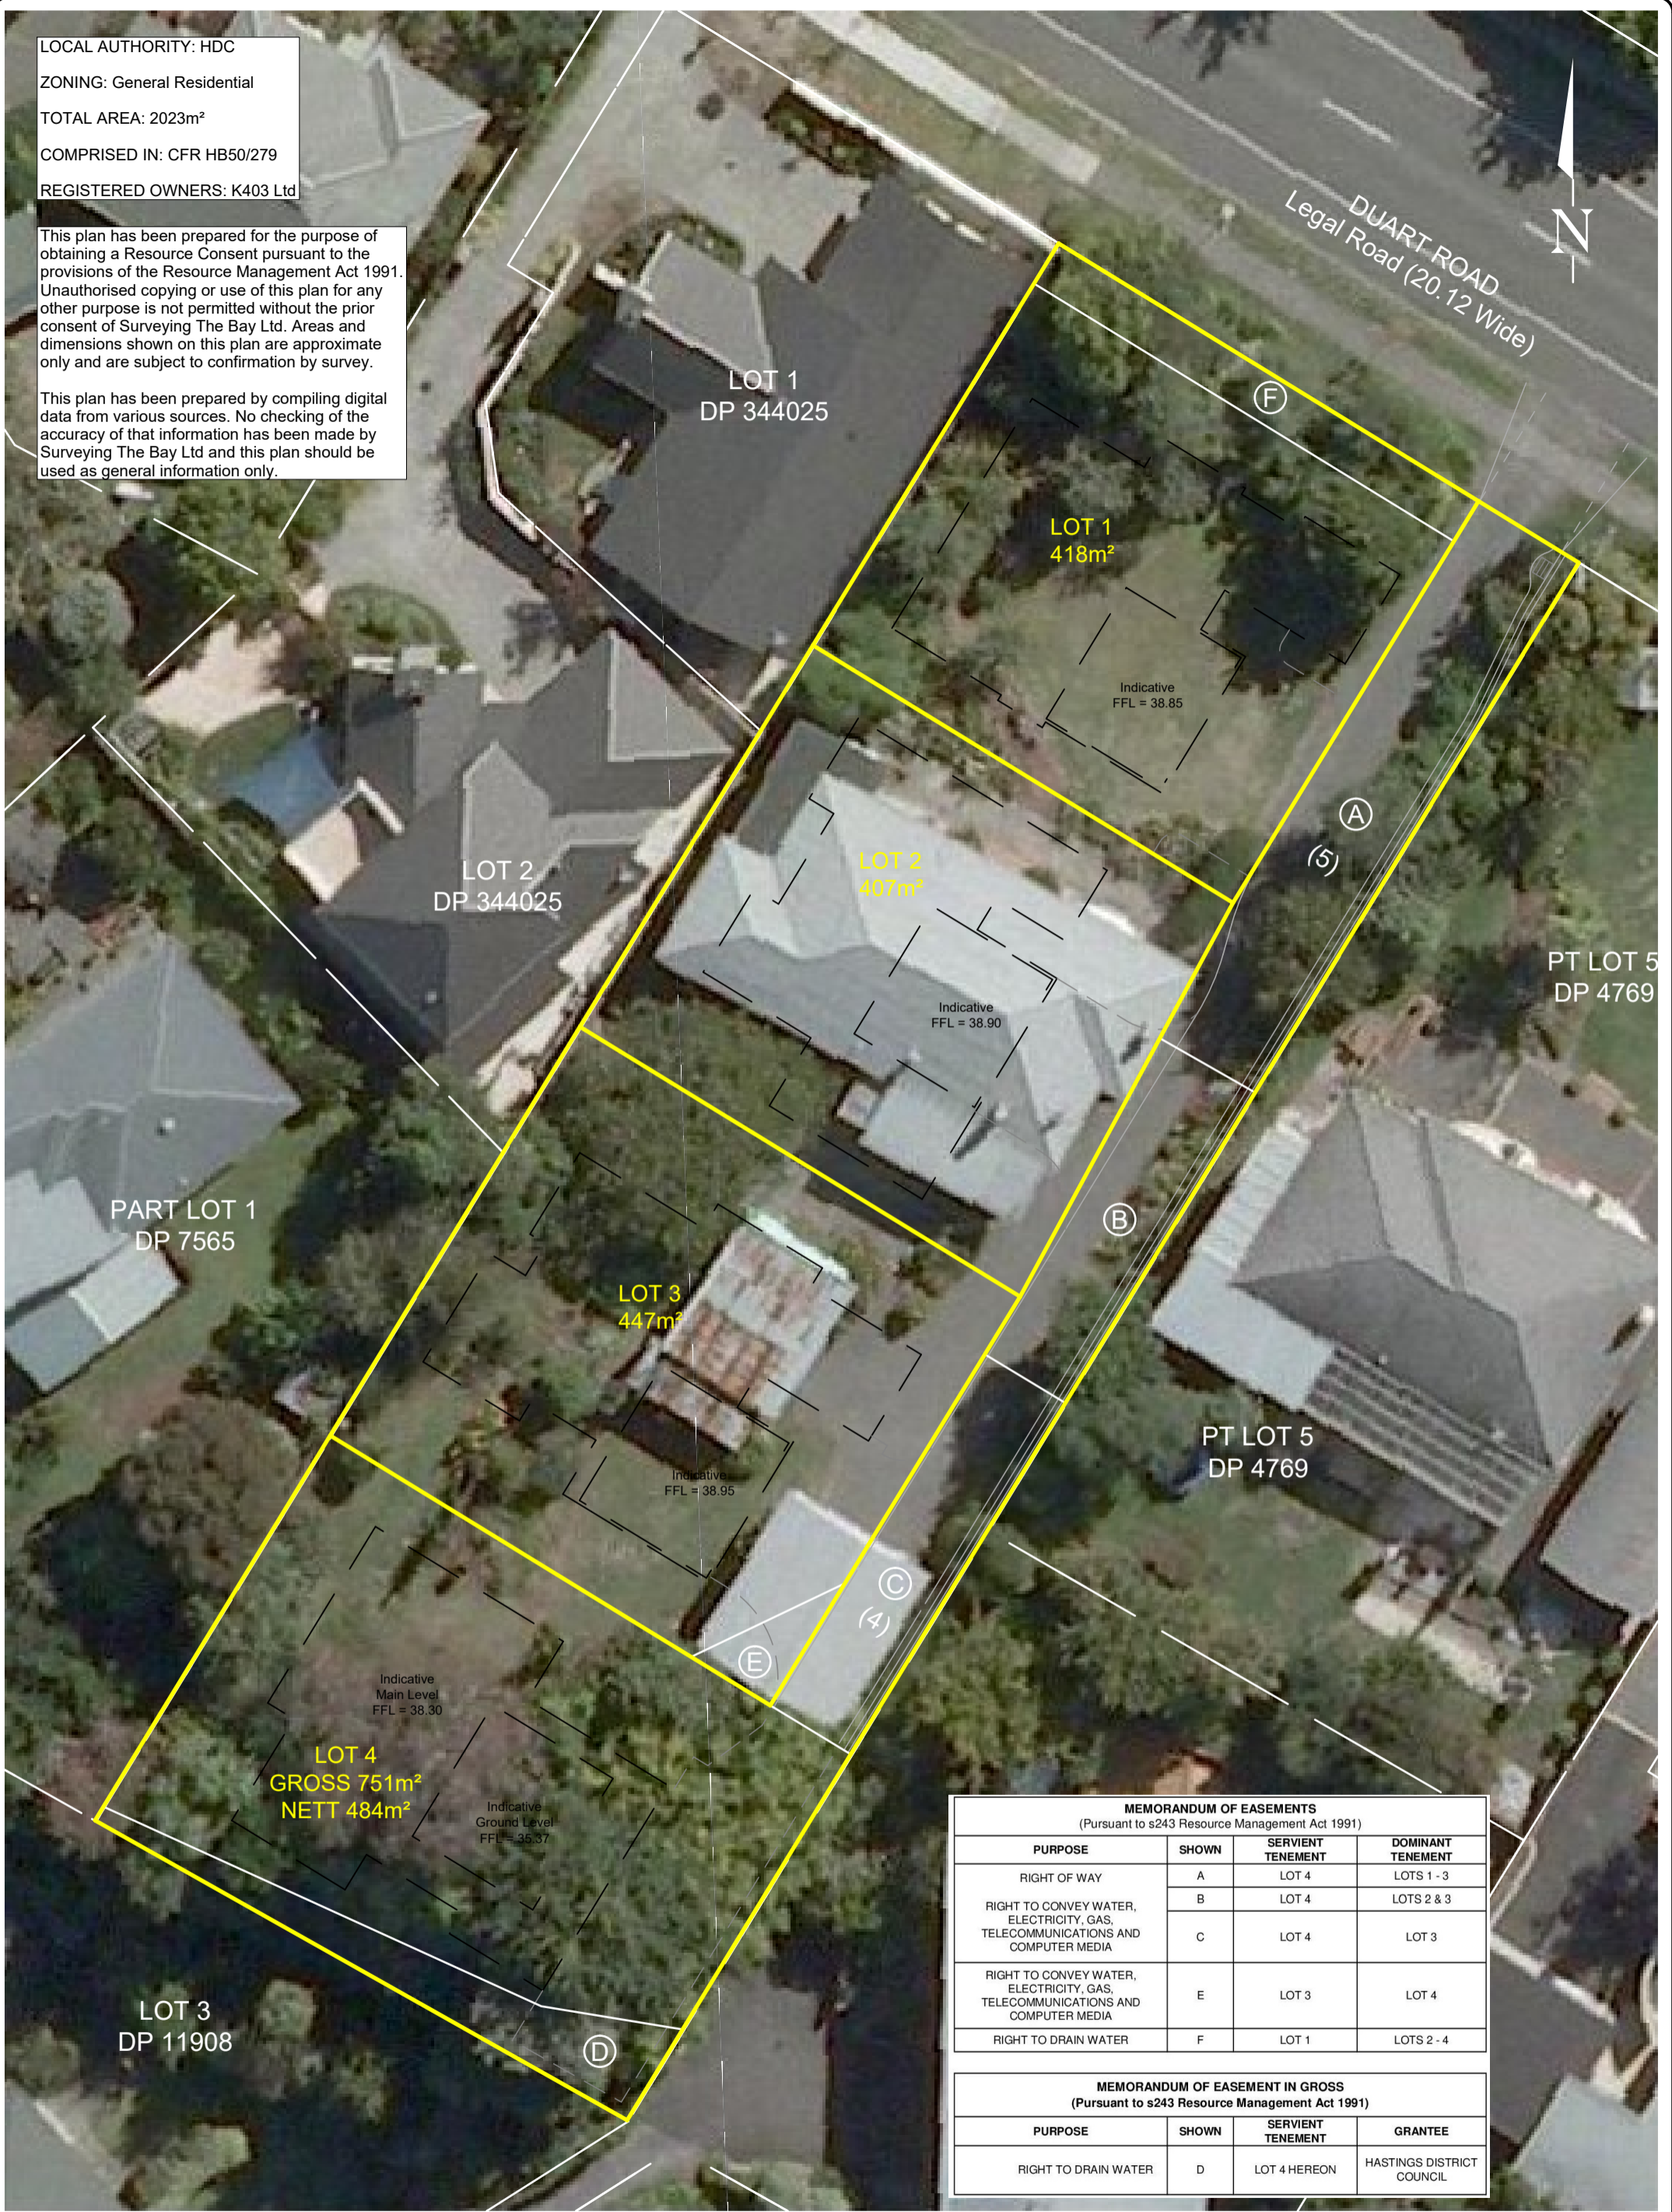 LOCAL AUTHORITY: HDC
ZONING: General Residential
TOTAL AREA: 2023m²
COMPRISED IN: CFR HB50/279
REGISTERED OWNERS: K403 Ltd
This plan has been prepared for the purpose of
obtaining a Resource Consent pursuant to the
provisions of the Resource Management Act 1991.
Unauthorised copying or use of this plan for any
other purpose is not permitted without the prior
consent of Surveying The Bay Ltd. Areas and
dimensions shown on this plan are approximate
only and are subject to confirmation by survey.
This plan has been prepared by compiling digital
data from various sources. No checking of the
accuracy of that information has been made by
Surveying The Bay Ltd and this plan should be
used as general information only.
DUART ROAD
Legal Road (20.12 Wide)
N
LOT 1
DP 344025
F
LOT 1
418m²
Indicative
FFL = 38.85
A
(5)
LOT 2
DP 344025
LOT 2
407m²
PT LOT 5
DP 4769
Indicative
FFL = 38.90
PART LOT 1
DP 7565
B
LOT 3
447m²
PT LOT 5
DP 4769
Indicative
FFL = 38.95
C
(4)
E
Indicative
Main Level
FFL = 38.30
LOT 4
GROSS 751m²
NETT 484m²
Indicative
Ground Level
FFL = 35.37
LOT 3
DP 11908
D
MEMORANDUM OF EASEMENTS
(Pursuant to s243 Resource Management Act 1991)
PURPOSE SHOWN SERVIENT TENEMENT DOMINANT TENEMENT
RIGHT OF WAY A LOT 4 LOTS 1 - 3
B LOT 4 LOTS 2 & 3
RIGHT TO CONVEY WATER,
ELECTRICITY, GAS,
TELECOMMUNICATIONS AND
COMPUTER MEDIA
C LOT 4 LOT 3
RIGHT TO CONVEY WATER,
ELECTRICITY, GAS,
TELECOMMUNICATIONS AND
COMPUTER MEDIA
E LOT 3 LOT 4
RIGHT TO DRAIN WATER F LOT 1 LOTS 2 - 4
MEMORANDUM OF EASEMENT IN GROSS
(Pursuant to s243 Resource Management Act 1991)
PURPOSE SHOWN SERVIENT TENEMENT GRANTEE
RIGHT TO DRAIN WATER D LOT 4 HEREON HASTINGS DISTRICT COUNCIL